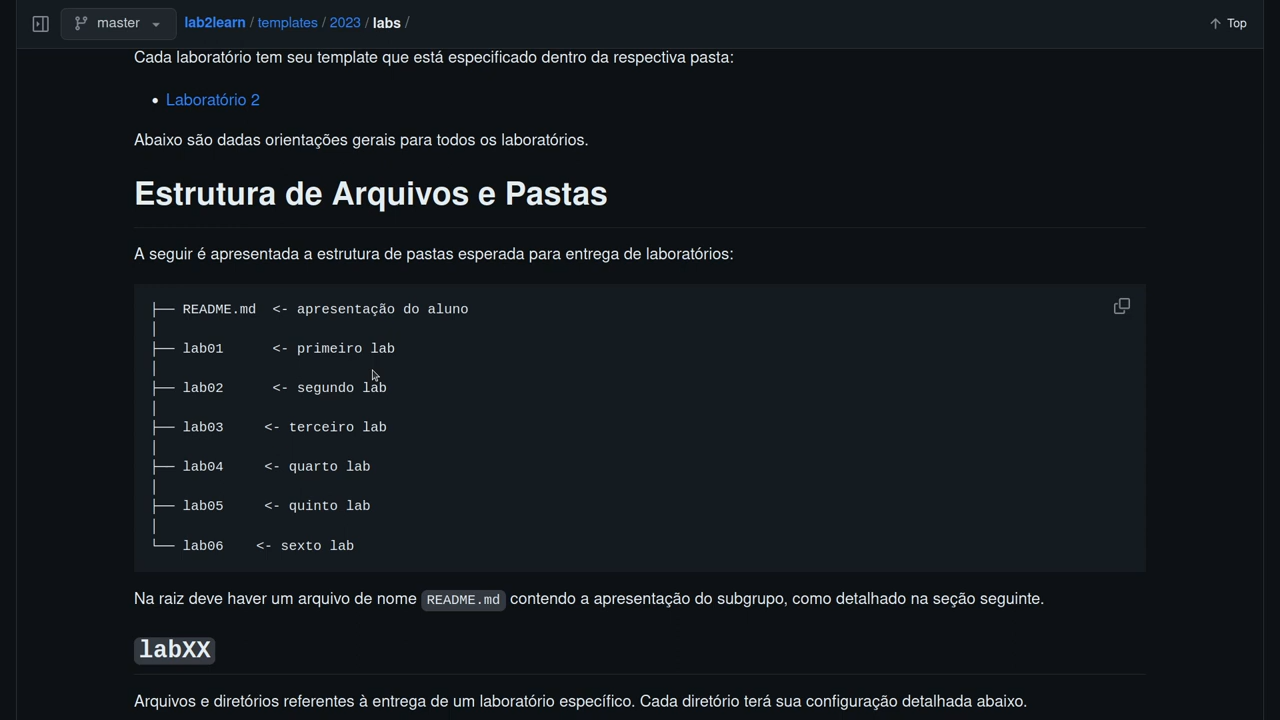 master lab2learn / templates / 2023 / labs / Top
Cada laboratório tem seu template que está especificado dentro da respectiva pasta:
• Laboratório 2
Abaixo são dadas orientações gerais para todos os laboratórios.
Estrutura de Arquivos e Pastas
A seguir é apresentada a estrutura de pastas esperada para entrega de laboratórios:
├── README.md  <- apresentação do aluno
│
├── lab01      <- primeiro lab
│
├── lab02      <- segundo lab
│
├── lab03     <- terceiro lab
│
├── lab04     <- quarto lab
│
├── lab05     <- quinto lab
│
└── lab06    <- sexto lab
Na raiz deve haver um arquivo de nome README.md contendo a apresentação do subgrupo, como detalhado na seção seguinte.
labXX
Arquivos e diretórios referentes à entrega de um laboratório específico. Cada diretório terá sua configuração detalhada abaixo.